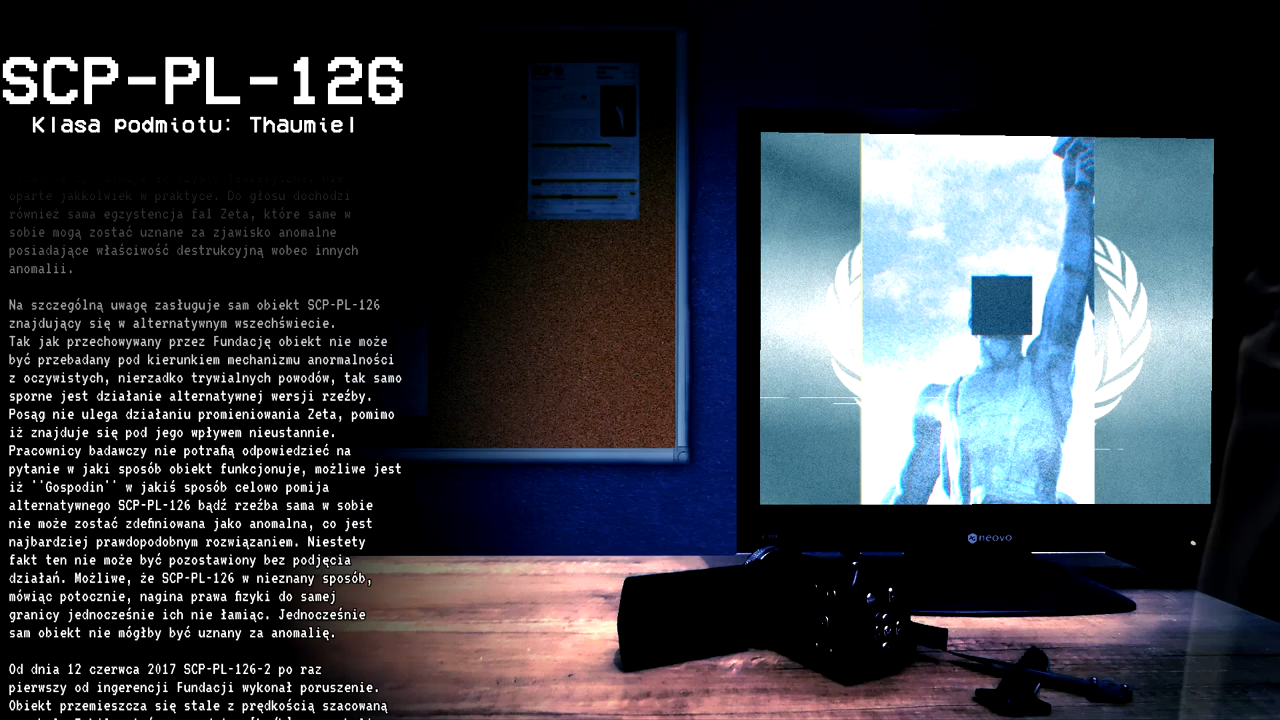 SCP-PL-126
Klasa podmiotu: Thaumiel
oparte jakkolwiek w praktyce. Do głosu dochodzi
również sama egzystencja fal Zeta, które same w
sobie mogą zostać uznane za zjawisko anomalne
posiadające właściwość destrukcyjną wobec innych
anomalii.
Na szczególną uwagę zasługuje sam obiekt SCP-PL-126
znajdujący się w alternatywnym wszechświecie.
Tak jak przechowywany przez Fundację obiekt nie może
być przebadany pod kierunkiem mechanizmu anormalności
z oczywistych, nierzadko trywialnych powodów, tak samo
sporne jest działanie alternatywnej wersji rzeźby.
Posąg nie ulega działaniu promieniowania Zeta, pomimo
iż znajduje się pod jego wpływem nieustannie.
Pracownicy badawczy nie potrafią odpowiedzieć na
pytanie w jaki sposób obiekt funkcjonuje, możliwe jest
iż ''Gospodin'' w jakiś sposób celowo pomija
alternatywnego SCP-PL-126 bądź rzeźba sama w sobie
nie może zostać zdefiniowana jako anomalna, co jest
najbardziej prawdopodobnym rozwiązaniem. Niestety
fakt ten nie może być pozostawiony bez podjęcia
działań. Możliwe, że SCP-PL-126 w nieznany sposób,
mówiąc potocznie, nagina prawa fizyki do samej
granicy jednocześnie ich nie łamiąc. Jednocześnie
sam obiekt nie mógłby być uznany za anomalię.
Od dnia 12 czerwca 2017 SCP-PL-126-2 po raz
pierwszy od ingerencji Fundacji wykonał poruszenie.
Obiekt przemieszcza się stale z prędkością szacowaną
neovo